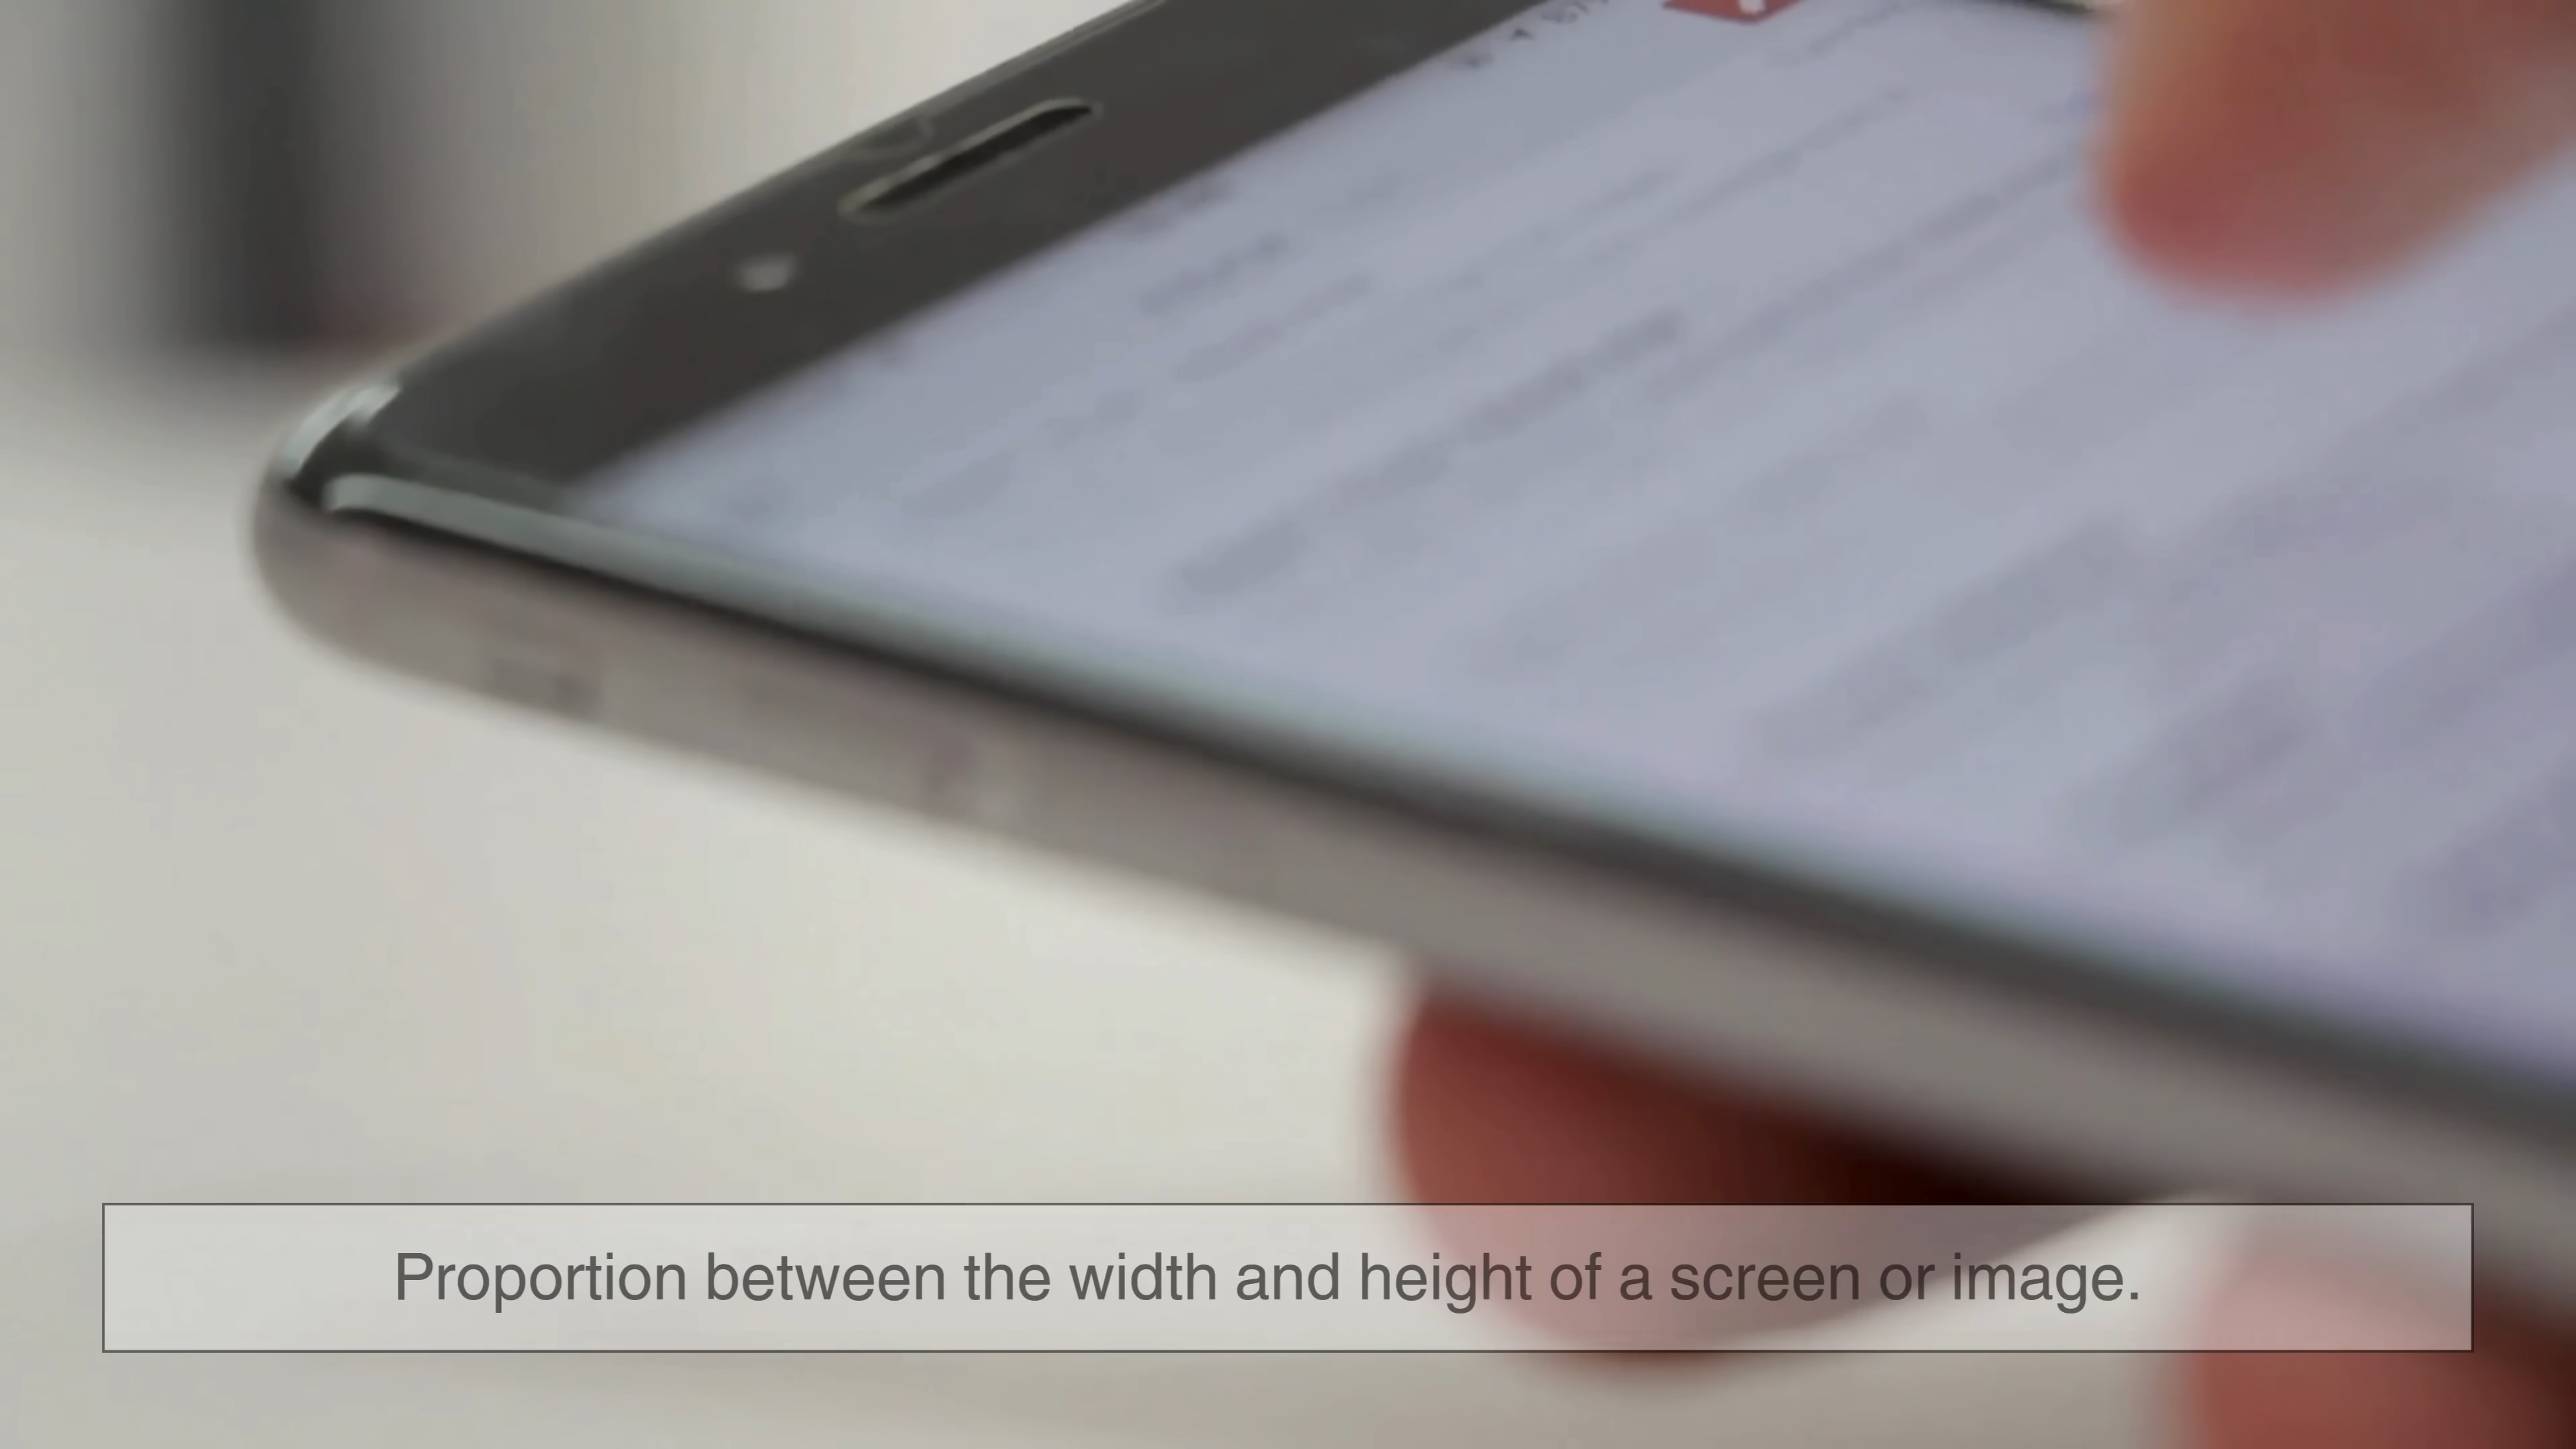 Proportion between the width and height of a screen or image.